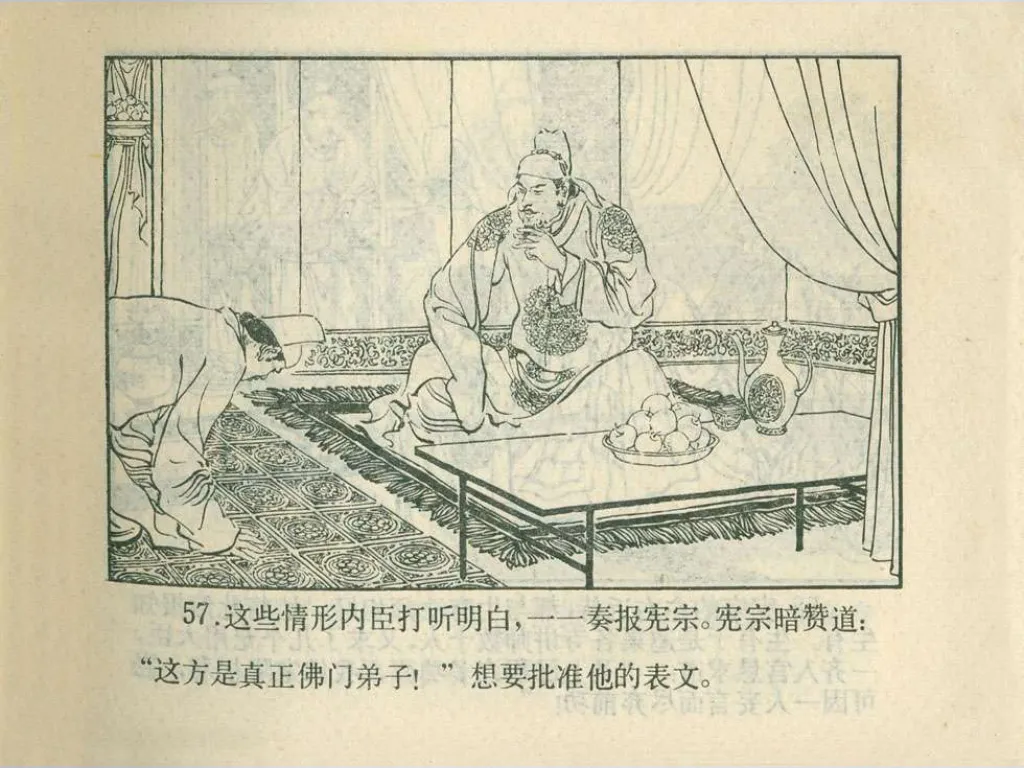 57.这些情形内臣打听明白,一一奏报宪宗。宪宗暗赞道:
“这方是真正佛门弟子!”想要批准他的表文。